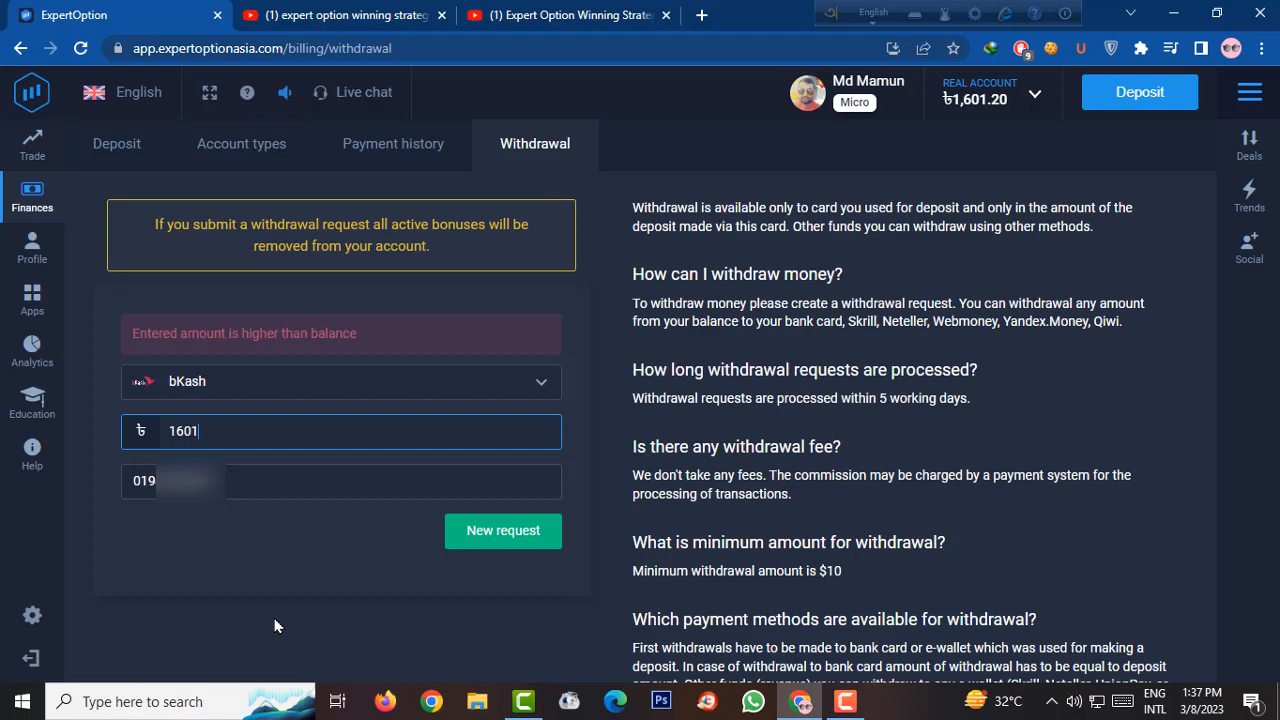 ExpertOption
(1) expert option winning strateg
(1) Expert Option Winning Strate
English
app.expertoptionasia.com/billing/withdrawal
9
English
Live chat
Md Mamun
Micro
REAL ACCOUNT
৳1,601.20
Deposit
Trade
Finances
Profile
Apps
Analytics
Education
Help
Deposit
Account types
Payment history
Withdrawal
If you submit a withdrawal request all active bonuses will be
removed from your account.
Entered amount is higher than balance
bKash
৳ 1601
019
New request
Withdrawal is available only to card you used for deposit and only in the amount of the
deposit made via this card. Other funds you can withdraw using other methods.
How can I withdraw money?
To withdraw money please create a withdrawal request. You can withdrawal any amount
from your balance to your bank card, Skrill, Neteller, Webmoney, Yandex.Money, Qiwi.
How long withdrawal requests are processed?
Withdrawal requests are processed within 5 working days.
Is there any withdrawal fee?
We don't take any fees. The commission may be charged by a payment system for the
processing of transactions.
What is minimum amount for withdrawal?
Minimum withdrawal amount is $10
Which payment methods are available for withdrawal?
First withdrawals have to be made to bank card or e-wallet which was used for making a
deposit. In case of withdrawal to bank card amount of withdrawal has to be equal to deposit
Deals
Trends
Social
Type here to search
32°C
ENG
INTL
1:37 PM
3/8/2023
1